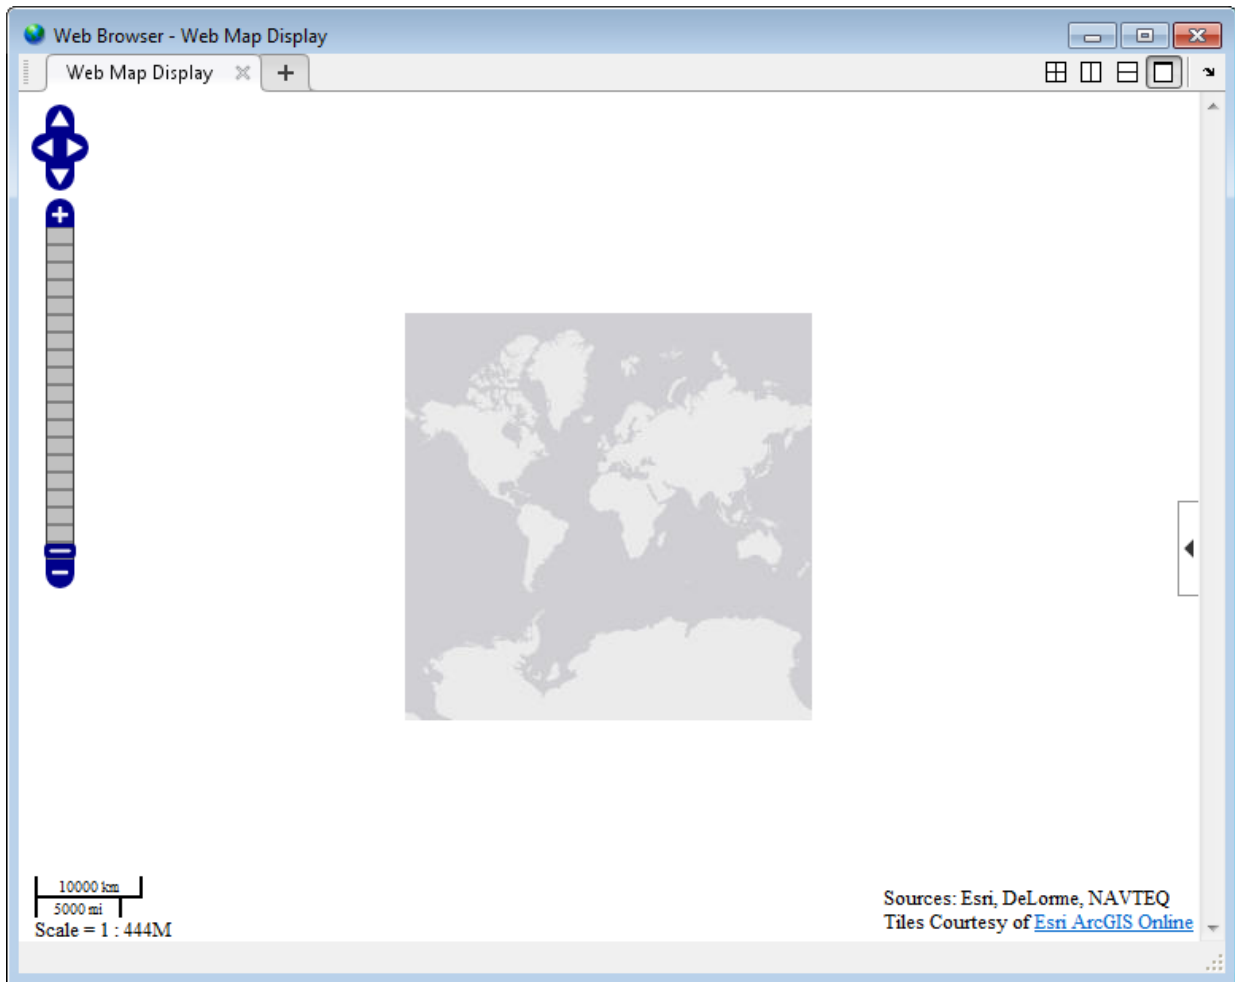 Web Browser - Web Map Display
Web Map Display
10000 km
5000 mi
Scale = 1 : 444M
Sources: Esri, DeLorme, NAVTEQ
Tiles Courtesy of Esri ArcGIS Online